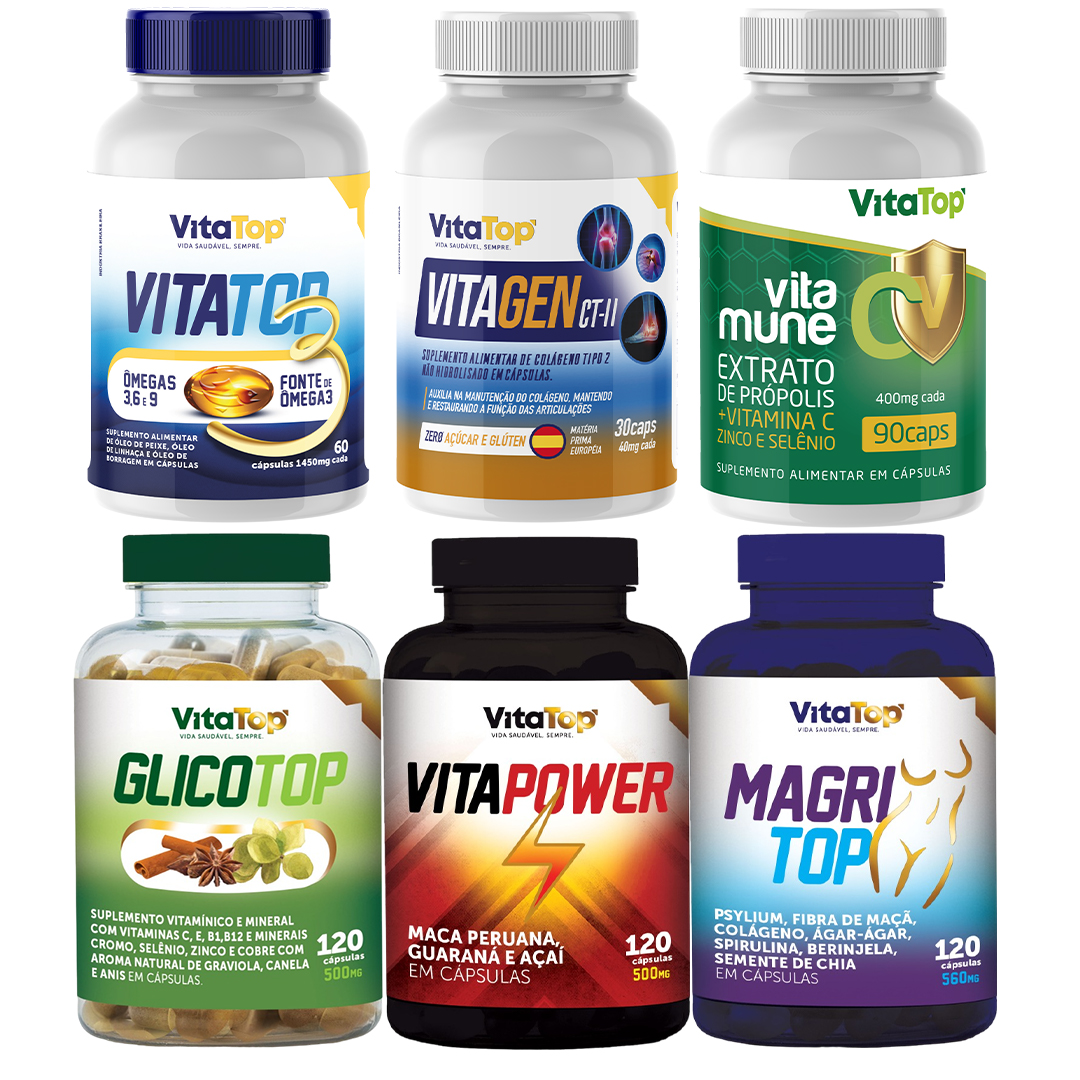 INDÚSTRIA BRASILEIRA
VitaTop
VIDA SAUDÁVEL, SEMPRE.
VITATOP
3
ÔMEGAS
3,6 E 9
FONTE DE
ÔMEGA3
SUPLEMENTO ALIMENTAR
DE ÓLEO DE PEIXE, ÓLEO
DE LINHAÇA E ÓLEO DE
BORRAGEM EM CÁPSULAS
60
cápsulas 1450mg cada
VitaTop
VIDA SAUDÁVEL, SEMPRE.
VITAGEN CT-II
SUPLEMENTO ALIMENTAR DE COLÁGENO TIPO 2
NÃO HIDROLISADO EM CÁPSULAS.
AUXILIA NA MANUTENÇÃO DO COLÁGENO, MANTENDO
E RESTAURANDO A FUNÇÃO DAS ARTICULAÇÕES
ZERO AÇÚCAR E GLÚTEN
MATÉRIA
PRIMA
EUROPÉIA
30caps
40mg cada
VitaTop
vita
mune
C
V
EXTRATO
DE PRÓPOLIS
+VITAMINA C
ZINCO E SELÊNIO
400mg cada
90caps
SUPLEMENTO ALIMENTAR EM CÁPSULAS
VitaTop
VIDA SAUDÁVEL, SEMPRE.
GLICOTOP
SUPLEMENTO VITAMÍNICO E MINERAL
COM VITAMINAS C, E, B1,B12 E MINERAIS
CROMO, SELÊNIO, ZINCO E COBRE COM
AROMA NATURAL DE GRAVIOLA, CANELA
E ANIS EM CÁPSULAS.
120
cápsulas
500MG
VitaTop
VIDA SAUDÁVEL, SEMPRE.
VITAPOWER
MACA PERUANA,
GUARANÁ E AÇAÍ
EM CÁPSULAS
120
cápsulas
500MG
VitaTop
VIDA SAUDÁVEL, SEMPRE.
MAGRI
TOP
PSYLIUM, FIBRA DE MAÇÃ,
COLÁGENO, ÁGAR-ÁGAR,
SPIRULINA, BERINJELA,
SEMENTE DE CHIA
EM CÁPSULAS
120
cápsulas
560MG